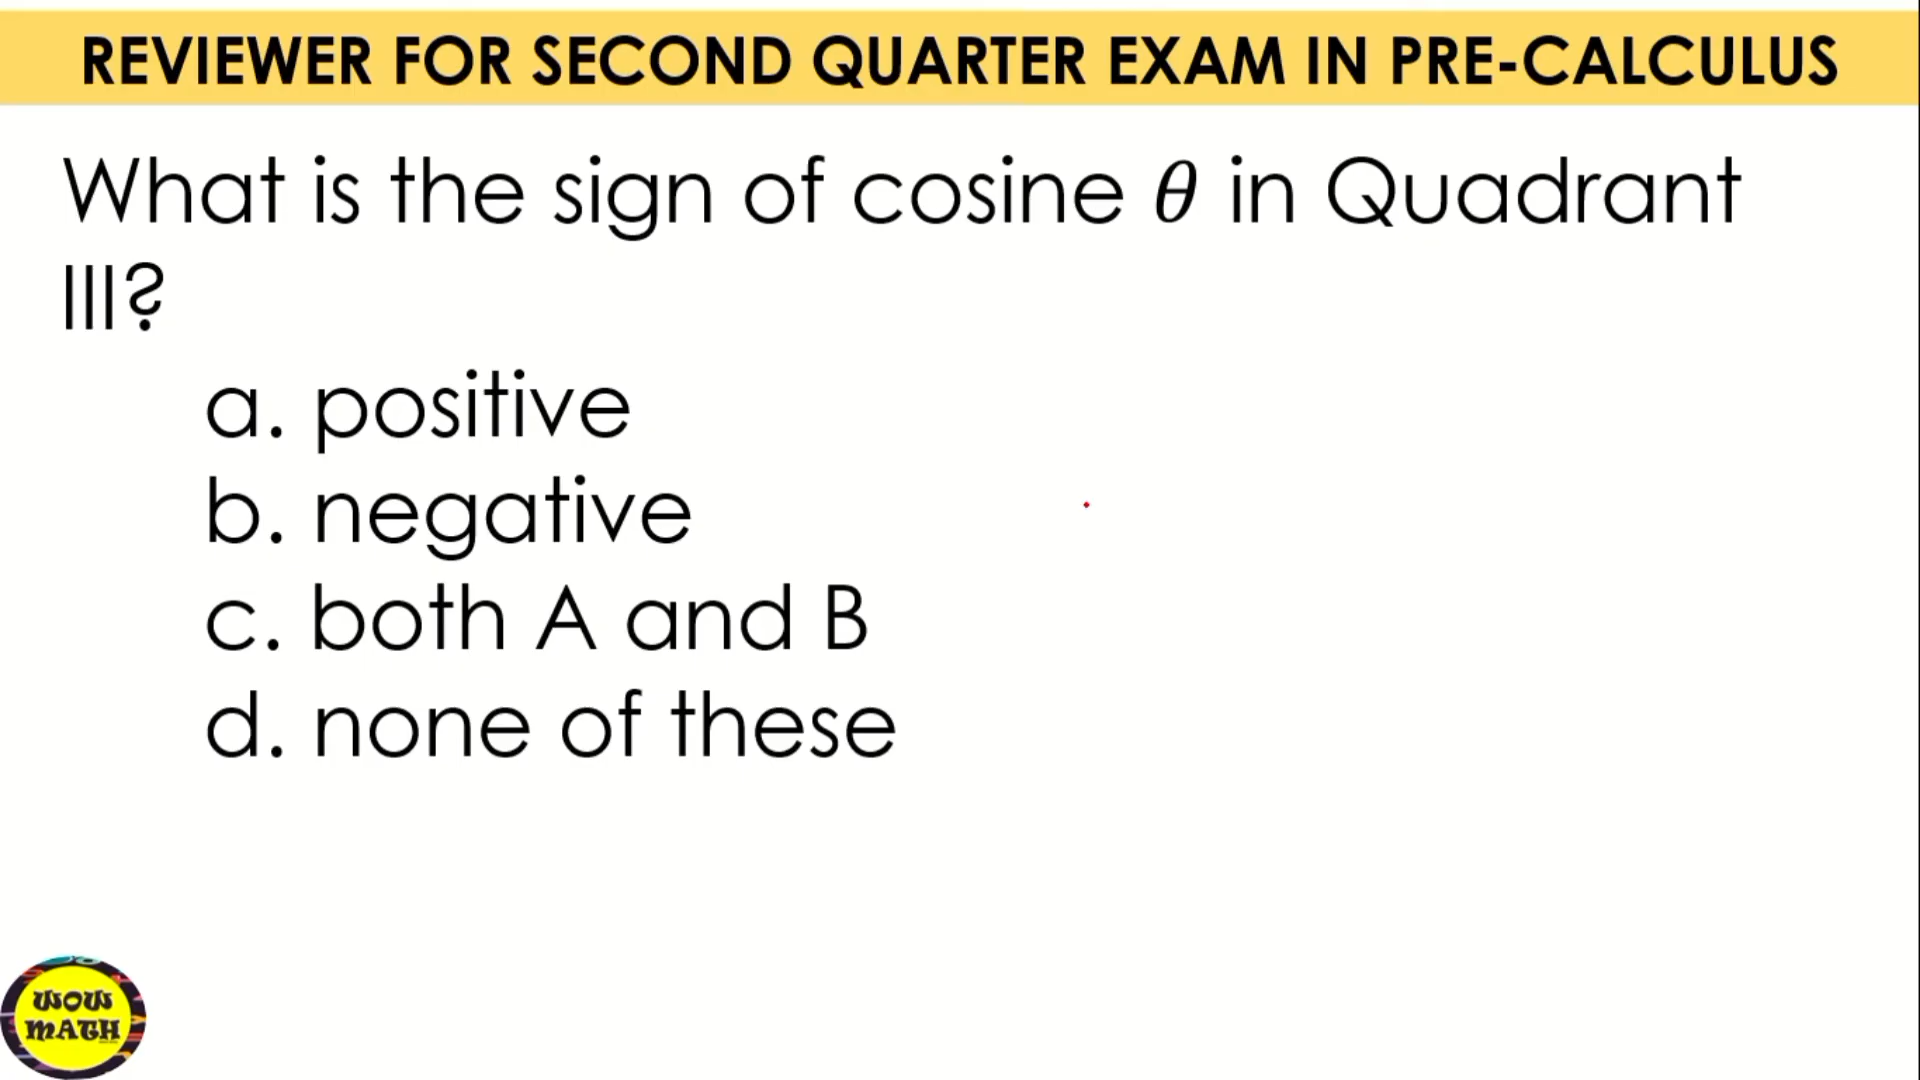 REVIEWER FOR SECOND QUARTER EXAM IN PRE-CALCULUS
What is the sign of cosine θ in Quadrant
III?
a. positive
b. negative
c. both A and B
d. none of these
WOW
MATH